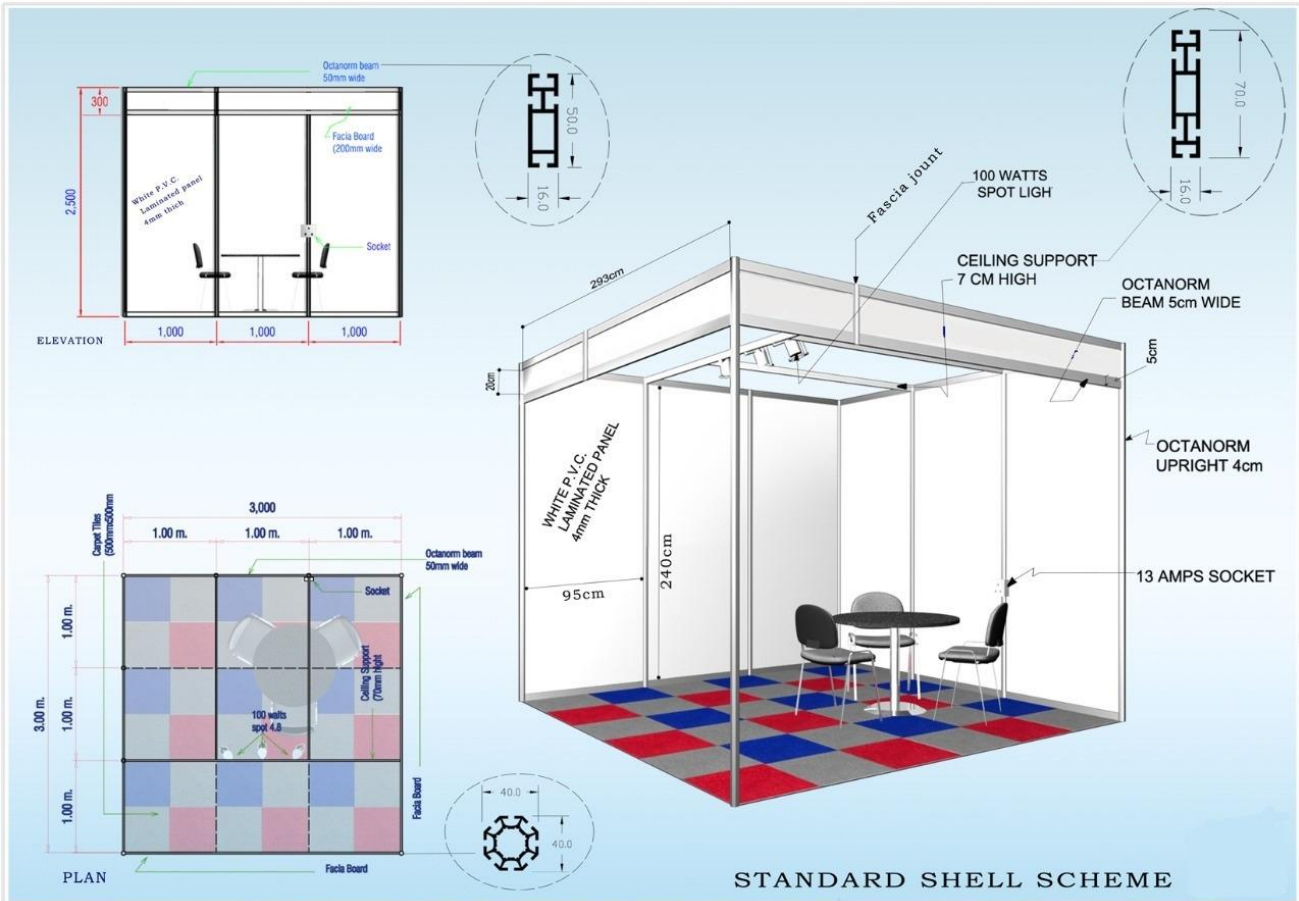 Octanorm beam
50mm wide
300
Facia Board
(200mm wide
2,500
White P.V.C.
Laminated panel
4mm thich
Socket
1,000
1,000
1,000
ELEVATION
50.0
16.0
70.0
16.0
100 WATTS
SPOT LIGH
Fascia jount
CEILING SUPPORT
7 CM HIGH
OCTANORM
BEAM 5cm WIDE
293cm
5cm
20cm
WHITE P.V.C.
LAMINATED PANEL
4mm THICK
OCTANORM
UPRIGHT 4cm
240cm
95cm
13 AMPS SOCKET
3,000
1.00 m.
1.00 m.
1.00 m.
Carpet Tiles
(500mmx500mm
Octanorm beam
50mm wide
Socket
1.00 m.
1.00 m.
1.00 m.
3.00 m.
Ceiling Support
(70mm hight
100 walts
spot 4.8
Facia Board
Facia Board
PLAN
40.0
40.0
STANDARD SHELL SCHEME